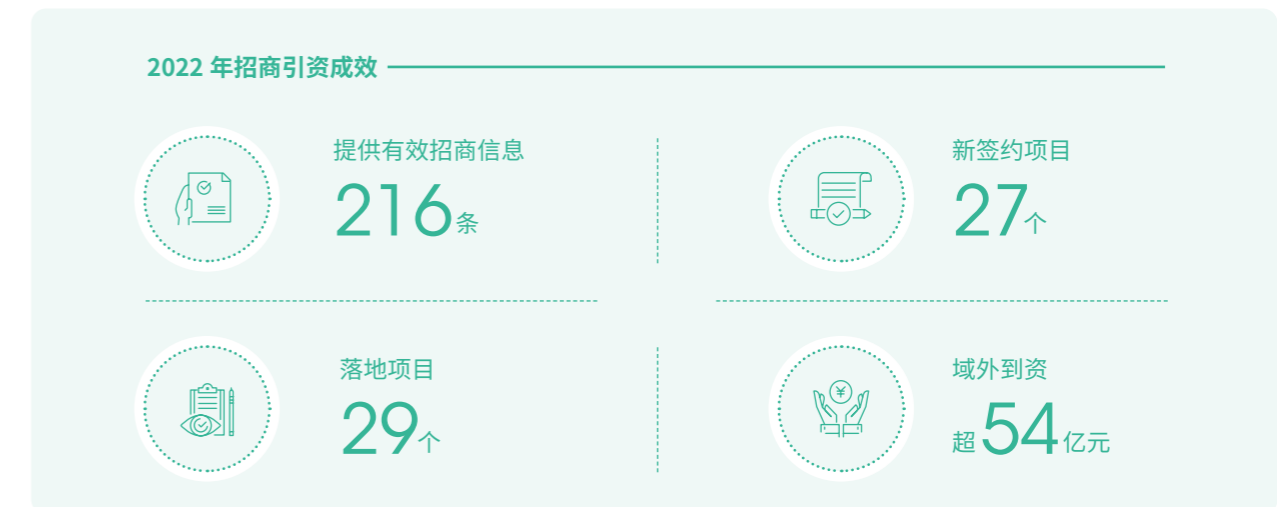 2022 年招商引资成效
提供有效招商信息
216条
新签约项目
27个
落地项目
29个
域外到资
超54亿元